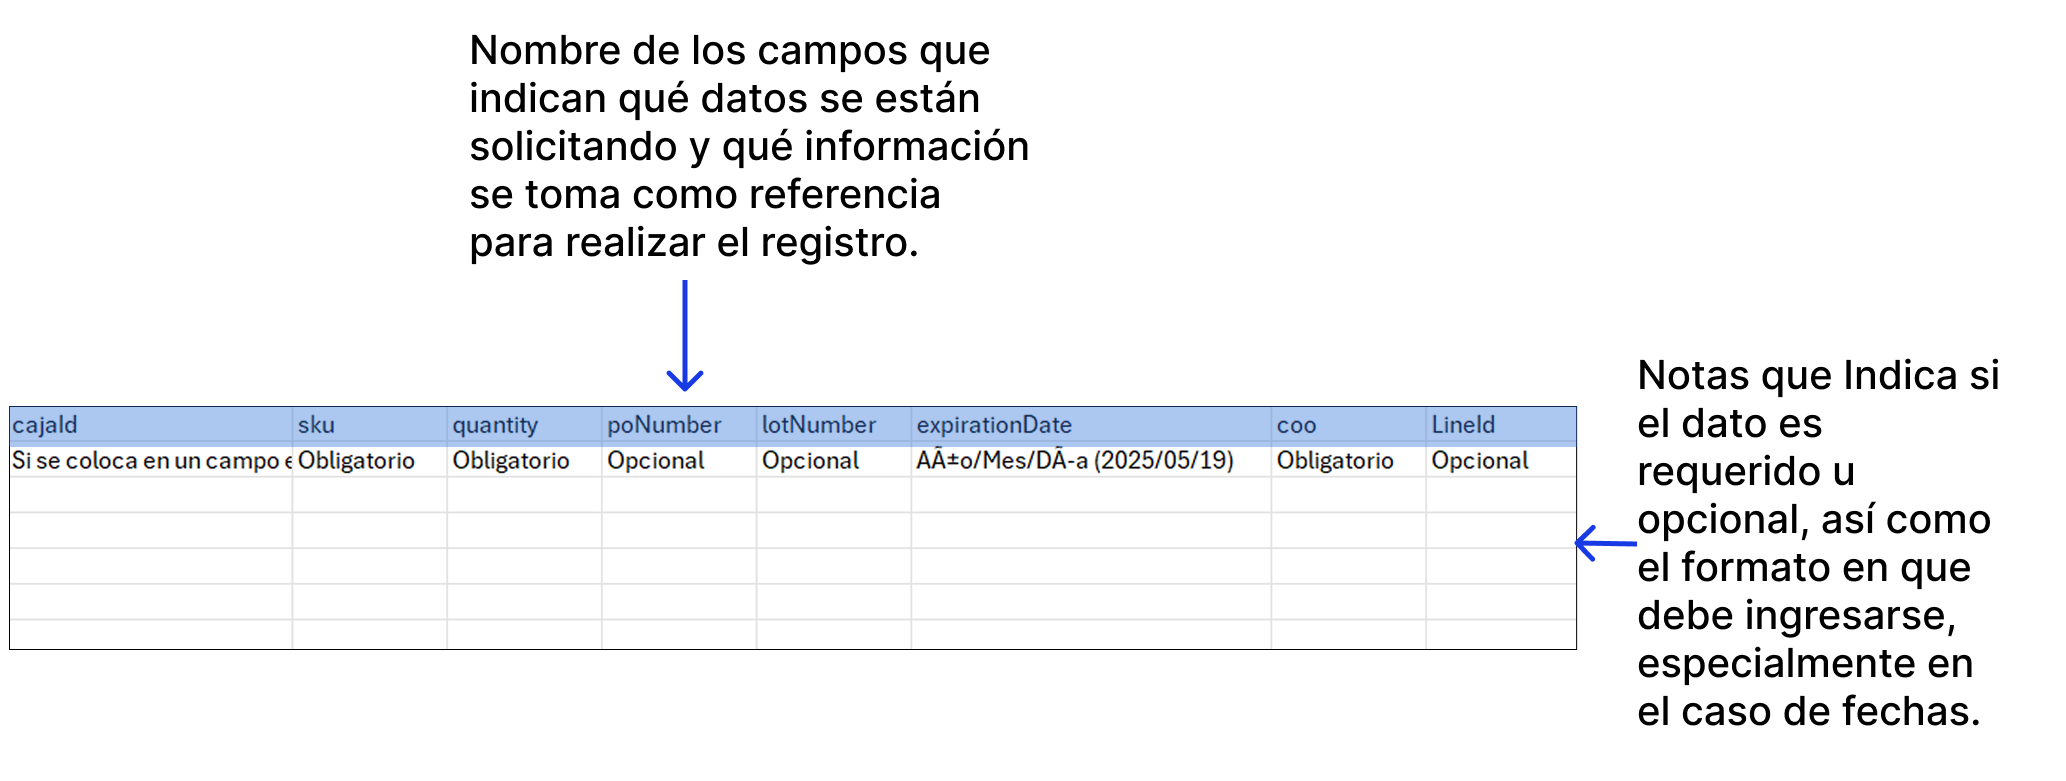 Nombre de los campos que
indican qué datos se están
solicitando y qué información
se toma como referencia
para realizar el registro.
cajaId sku quantity poNumber lotNumber expirationDate coo LineId
Si se coloca en un campo e Obligatorio Obligatorio Opcional Opcional AÃ±o/Mes/DÃ-a (2025/05/19) Obligatorio Opcional
Notas que Indica si
el dato es
requerido u
opcional, así como
el formato en que
debe ingresarse,
especialmente en
el caso de fechas.